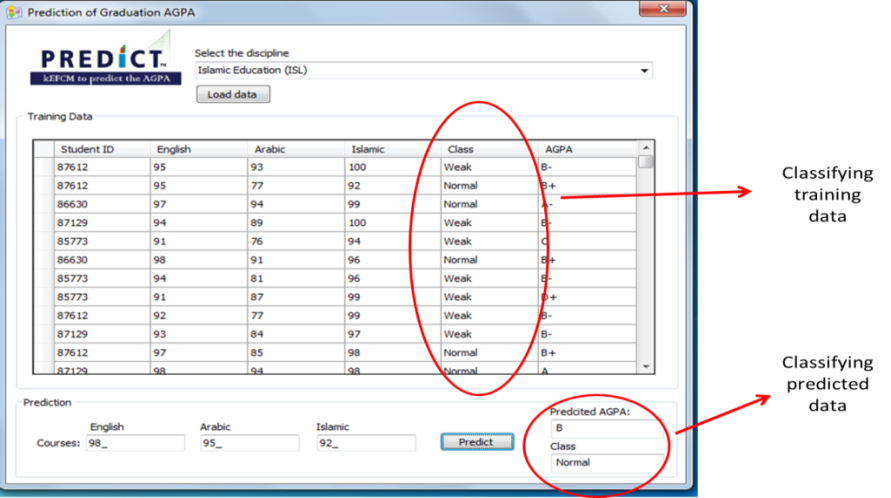 Prediction of Graduation AGPA
PREDiCT™
kEFCM to predict the AGPA
Select the discipline
Islamic Education (ISL)
Load data
Training Data
Student ID English Arabic Islamic Class AGPA
87612 95 93 100 Weak B-
87612 95 77 92 Normal B+
86630 97 94 99 Normal A-
87129 94 89 100 Weak B-
85773 91 76 94 Weak C
86630 98 91 96 Normal B+
85773 94 81 96 Weak B-
85773 91 87 99 Weak D+
87612 92 77 99 Weak B-
87129 93 84 97 Weak B-
87612 97 85 98 Normal B+
87129 98 94 98 Normal A
Classifying
training
data
Prediction
English Arabic Islamic
Courses: 98_ 95_ 92_
Predict
Predcited AGPA:
B
Class
Normal
Classifying
predicted
data